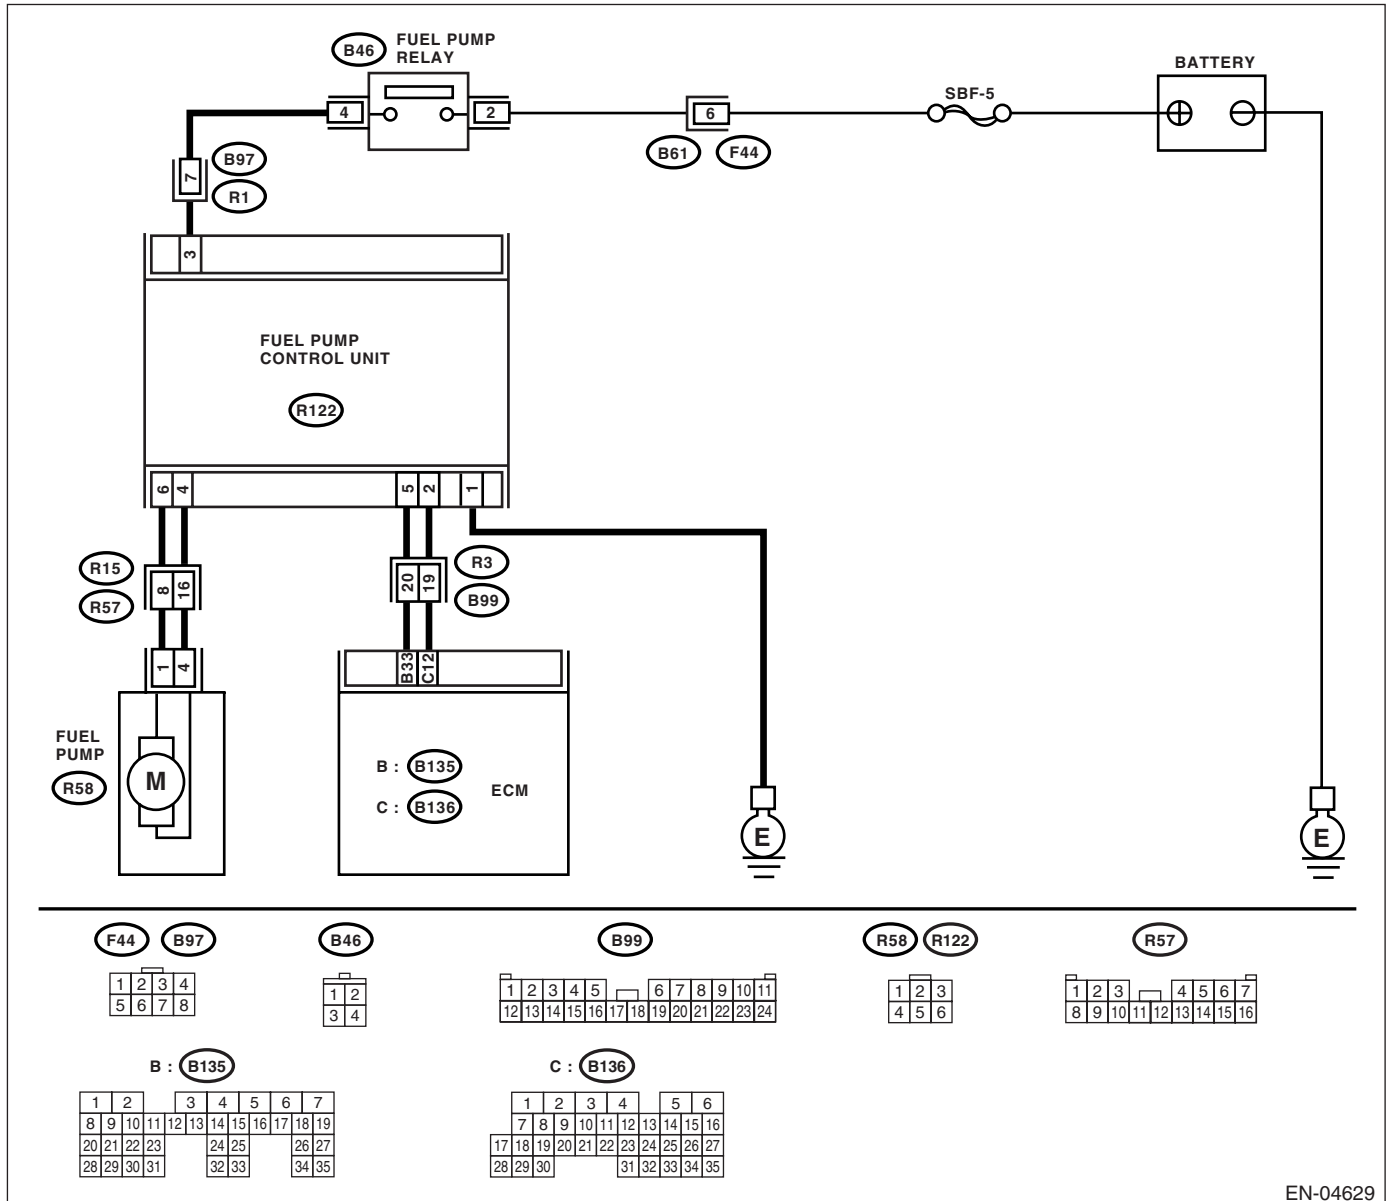 B46 FUEL PUMP
RELAY
BATTERY
SBF-5
4 2 6
B61 F44
7 B97
R1
3
FUEL PUMP
CONTROL UNIT
R122
6 4 5 2 1
R15 8 16 20 19 R3
R57 B99
1 4 B33 C12
FUEL
PUMP
R58
M
B : B135
C : B136
ECM
E E
F44 B97 B46 B99 R58 R122 R57
1 2 3 4
5 6 7 8
1 2
3 4
1 2 3 4 5 6 7 8 9 10 11
12 13 14 15 16 17 18 19 20 21 22 23 24
1 2 3
4 5 6
1 2 3 4 5 6 7
8 9 10 11 12 13 14 15 16
B : B135
1 2 3 4 5 6 7
8 9 10 11 12 13 14 15 16 17 18 19
20 21 22 23 24 25 26 27
28 29 30 31 32 33 34 35
C : B136
1 2 3 4 5 6
7 8 9 10 11 12 13 14 15 16
17 18 19 20 21 22 23 24 25 26 27
28 29 30 31 32 33 34 35
EN-04629